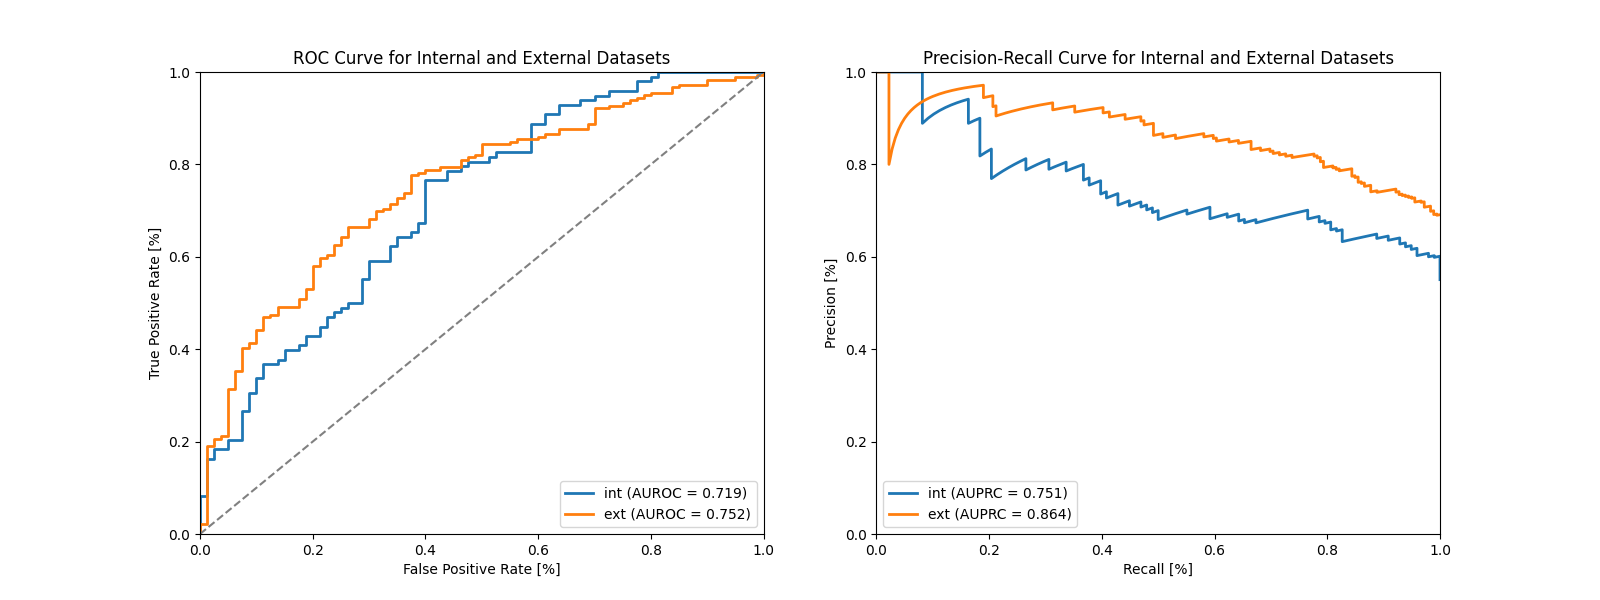 ROC Curve for Internal and External Datasets
True Positive Rate [%]
1.0
0.8
0.6
0.4
0.2
0.0
int (AUROC = 0.719)
ext (AUROC = 0.752)
0.0 0.2 0.4 0.6 0.8 1.0
False Positive Rate [%]
Precision-Recall Curve for Internal and External Datasets
Precision [%]
1.0
0.8
0.6
0.4
0.2
0.0
int (AUPRC = 0.751)
ext (AUPRC = 0.864)
0.0 0.2 0.4 0.6 0.8 1.0
Recall [%]